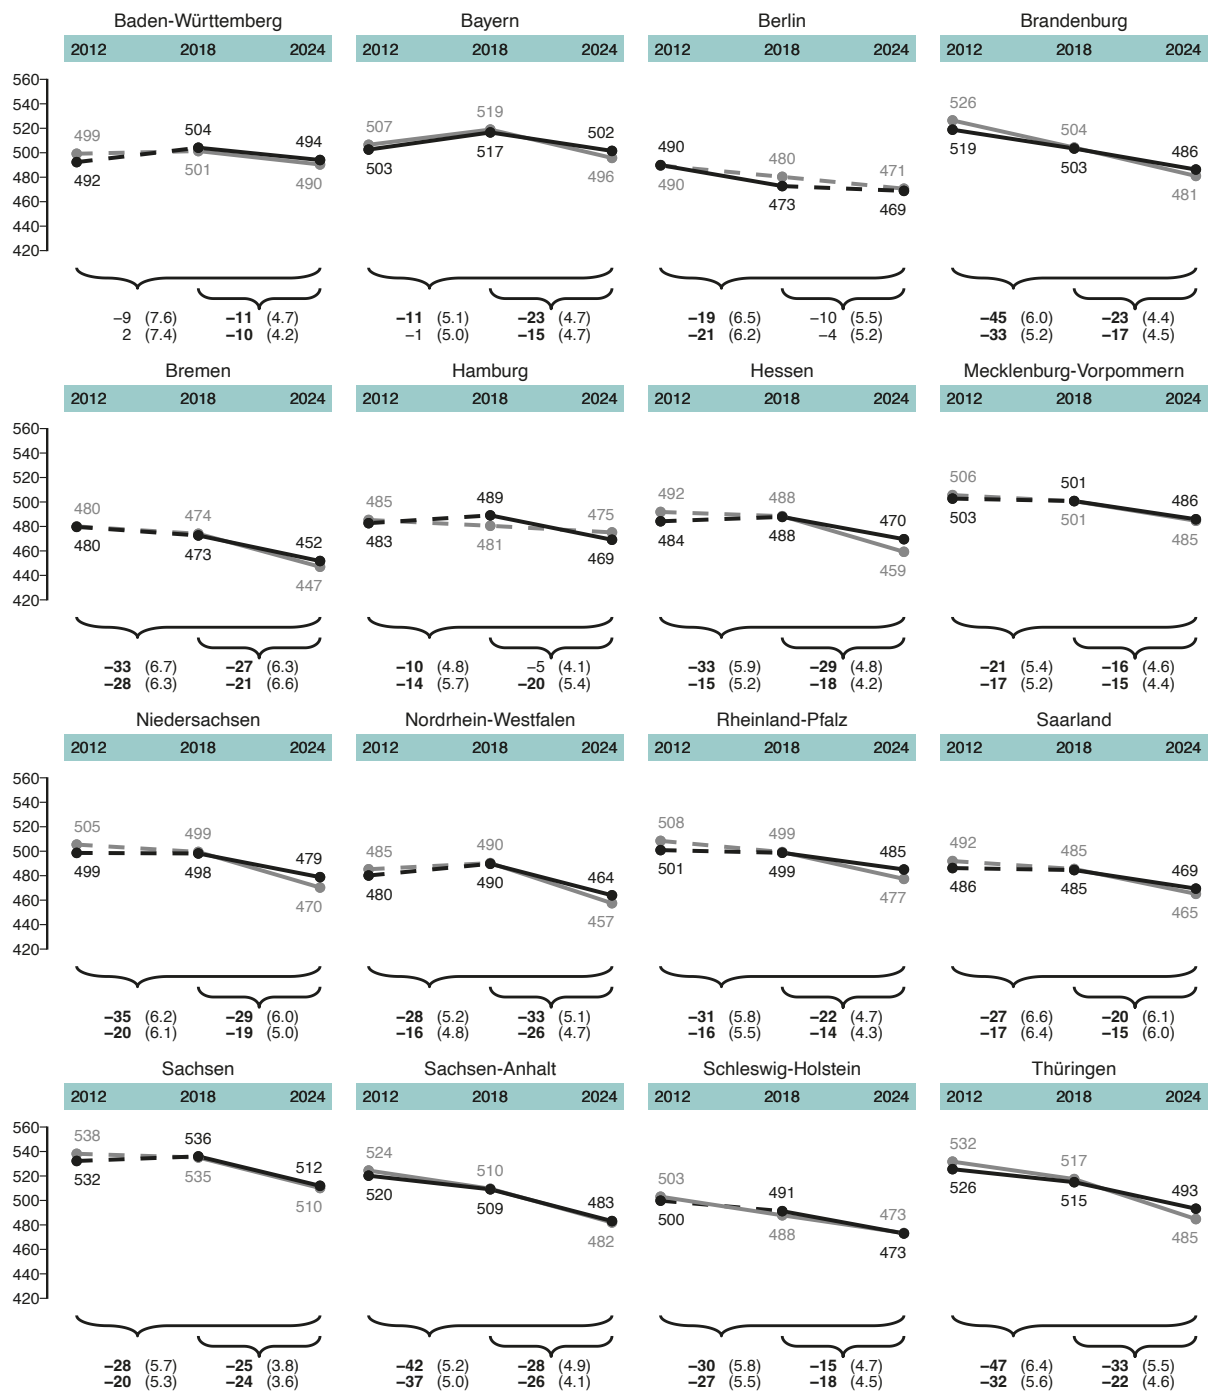 Baden-Württemberg Bayern Berlin Brandenburg
2012 2018 2024 2012 2018 2024 2012 2018 2024 2012 2018 2024
560
540
520
500
480
460
440
420
499 504 494
492 501 490
507 519 502
503 517 496
490 480 471
490 473 469
526 504 486
519 503 481
–9 (7.6) –11 (4.7) –11 (5.1) –23 (4.7) –19 (6.5) –10 (5.5) –45 (6.0) –23 (4.4)
2 (7.4) –10 (4.2) –1 (5.0) –15 (4.7) –21 (6.2) –4 (5.2) –33 (5.2) –17 (4.5)
Bremen Hamburg Hessen Mecklenburg-Vorpommern
2012 2018 2024 2012 2018 2024 2012 2018 2024 2012 2018 2024
560
540
520
500
480
460
440
420
480 474 452
480 473 447
485 489 475
483 481 469
492 488 470
484 488 459
506 501 486
503 501 485
–33 (6.7) –27 (6.3) –10 (4.8) –5 (4.1) –33 (5.9) –29 (4.8) –21 (5.4) –16 (4.6)
–28 (6.3) –21 (6.6) –14 (5.7) –20 (5.4) –15 (5.2) –18 (4.2) –17 (5.2) –15 (4.4)
Niedersachsen Nordrhein-Westfalen Rheinland-Pfalz Saarland
2012 2018 2024 2012 2018 2024 2012 2018 2024 2012 2018 2024
560
540
520
500
480
460
440
420
505 499 479
499 498 470
485 490 464
480 490 457
508 499 485
501 499 477
492 485 469
486 485 465
–35 (6.2) –29 (6.0) –28 (5.2) –33 (5.1) –31 (5.8) –22 (4.7) –27 (6.6) –20 (6.1)
–20 (6.1) –19 (5.0) –16 (4.8) –26 (4.7) –16 (5.5) –14 (4.3) –17 (6.4) –15 (6.0)
Sachsen Sachsen-Anhalt Schleswig-Holstein Thüringen
2012 2018 2024 2012 2018 2024 2012 2018 2024 2012 2018 2024
560
540
520
500
480
460
440
420
538 536 512
532 535 510
524 510 483
520 509 482
503 491 473
500 488 473
532 517 493
526 515 485
–28 (5.7) –25 (3.8) –42 (5.2) –28 (4.9) –30 (5.8) –15 (4.7) –47 (6.4) –33 (5.5)
–20 (5.3) –24 (3.6) –37 (5.0) –26 (4.1) –27 (5.5) –18 (4.5) –32 (5.6) –22 (4.6)